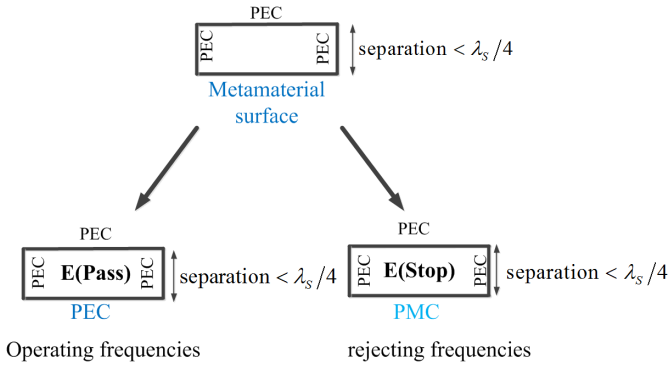 PEC
PEC PEC separation < λS/4
Metamaterial
surface
PEC PEC
PEC E(Pass) PEC separation < λS/4 PEC E(Stop) PEC separation < λS/4
PEC PMC
Operating frequencies rejecting frequencies